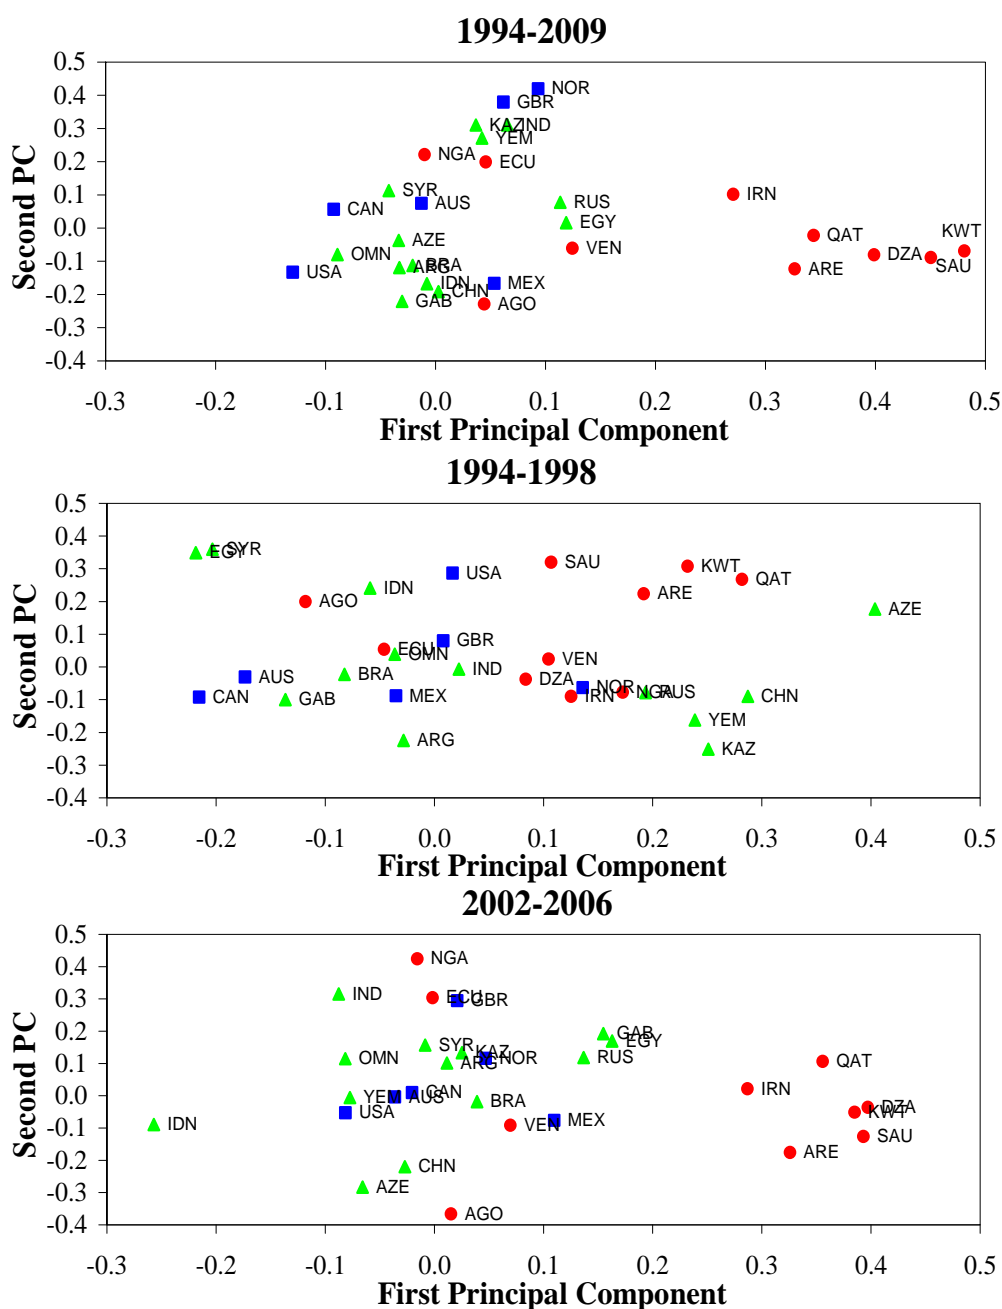 1994-2009
0.5
0.4 NOR
GBR
0.3 KAZ IND
YEM
0.2 NGA ECU
0.1 SYR AUS RUS IRN
CAN EGY KWT
0.0 AZE VEN QAT
OMN BRA DZA
-0.1 USA ARG IDN MEX ARE SAU
-0.2 GAB CHN AGO
-0.3
-0.4
Second PC
-0.3 -0.2 -0.1 0.0 0.1 0.2 0.3 0.4 0.5
First Principal Component
1994-1998
0.5
0.4
EGY SYR
0.3 USA SAU KWT QAT
IDN ARE
0.2 AGO AZE
0.1 GBR
ECU OMN
0.0 AUS BRA IND VEN
DZA
-0.1 CAN GAB MEX IRN NOR NGA RUS CHN
-0.2 ARG YEM
KAZ
-0.3
-0.4
Second PC
-0.3 -0.2 -0.1 0.0 0.1 0.2 0.3 0.4 0.5
First Principal Component
2002-2006
0.5
0.4 NGA
0.3 IND ECU GBR
0.2 GAB
SYR EGY
0.1 OMN KAZ ARG NOR RUS QAT
0.0 YEM AUS CAN BRA IRN
USA DZA
-0.1 IDN VEN MEX KWT
SAU
-0.2 CHN ARE
-0.3 AZE
-0.4 AGO
Second PC
-0.3 -0.2 -0.1 0.0 0.1 0.2 0.3 0.4 0.5
First Principal Component